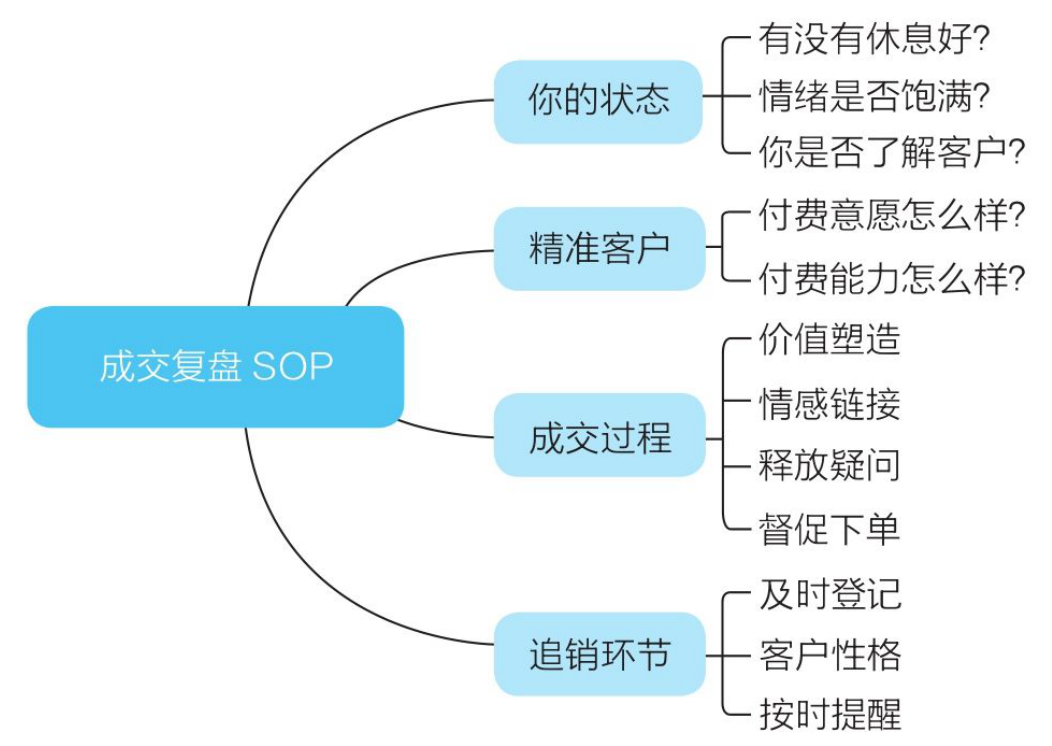 成交复盘 SOP
你的状态
有没有休息好?
情绪是否饱满?
你是否了解客户?
精准客户
付费意愿怎么样?
付费能力怎么样?
成交过程
价值塑造
情感链接
释放疑问
督促下单
追销环节
及时登记
客户性格
按时提醒